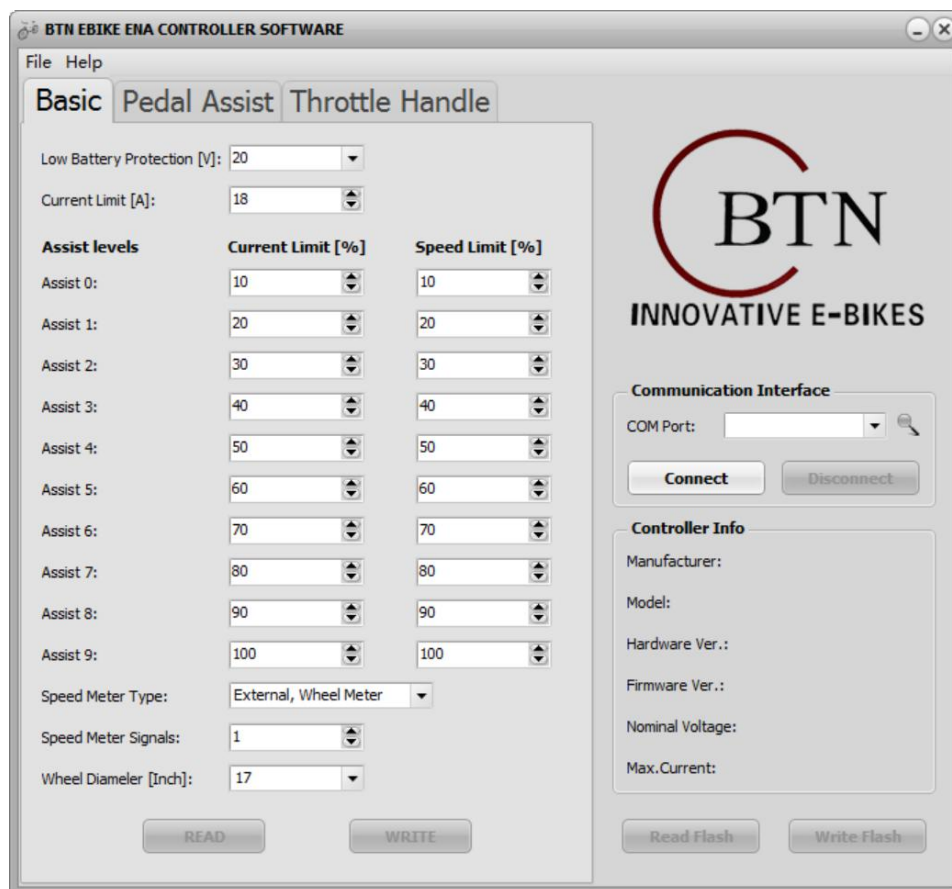 BTN EBIKE ENA CONTROLLER SOFTWARE
File Help
Basic Pedal Assist Throttle Handle
Low Battery Protection [V]: 20
Current Limit [A]: 18
Assist levels Current Limit [%] Speed Limit [%]
Assist 0: 10 10
Assist 1: 20 20
Assist 2: 30 30
Assist 3: 40 40
Assist 4: 50 50
Assist 5: 60 60
Assist 6: 70 70
Assist 7: 80 80
Assist 8: 90 90
Assist 9: 100 100
Speed Meter Type: External, Wheel Meter
Speed Meter Signals: 1
Wheel Diameler [Inch]: 17
READ WRITE
BTN
INNOVATIVE E-BIKES
Communication Interface
COM Port:
Connect Disconnect
Controller Info
Manufacturer:
Model:
Hardware Ver.:
Firmware Ver.:
Nominal Voltage:
Max.Current:
Read Flash Write Flash